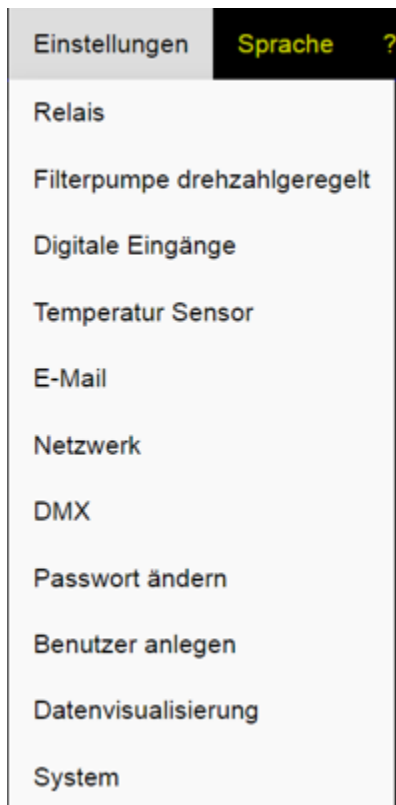 Einstellungen Sprache ?
Relais
Filterpumpe drehzahlgeregelt
Digitale Eingänge
Temperatur Sensor
E-Mail
Netzwerk
DMX
Passwort ändern
Benutzer anlegen
Datenvisualisierung
System